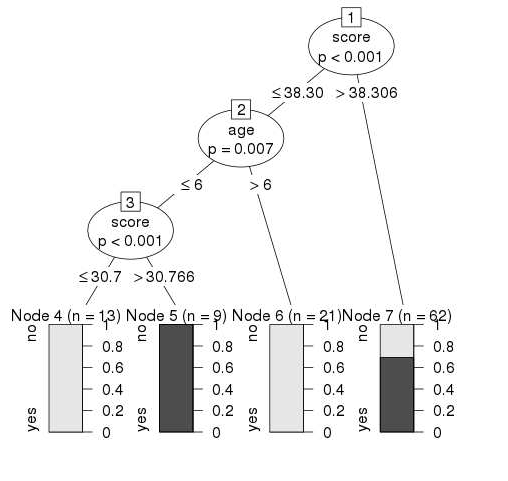 1
score
p < 0.001
≤38.30 > 38.306
2
age
p = 0.007
≤ 6 > 6
3
score
p < 0.001
≤30.7 >30.766
Node 4 (n = 13) Node 5 (n = 9) Node 6 (n = 21) Node 7 (n = 62)
no 1 no 1 no 1 no 1
0.8 0.8 0.8 0.8
0.6 0.6 0.6 0.6
0.4 0.4 0.4 0.4
yes 0.2 yes 0.2 yes 0.2 yes 0.2
0 0 0 0